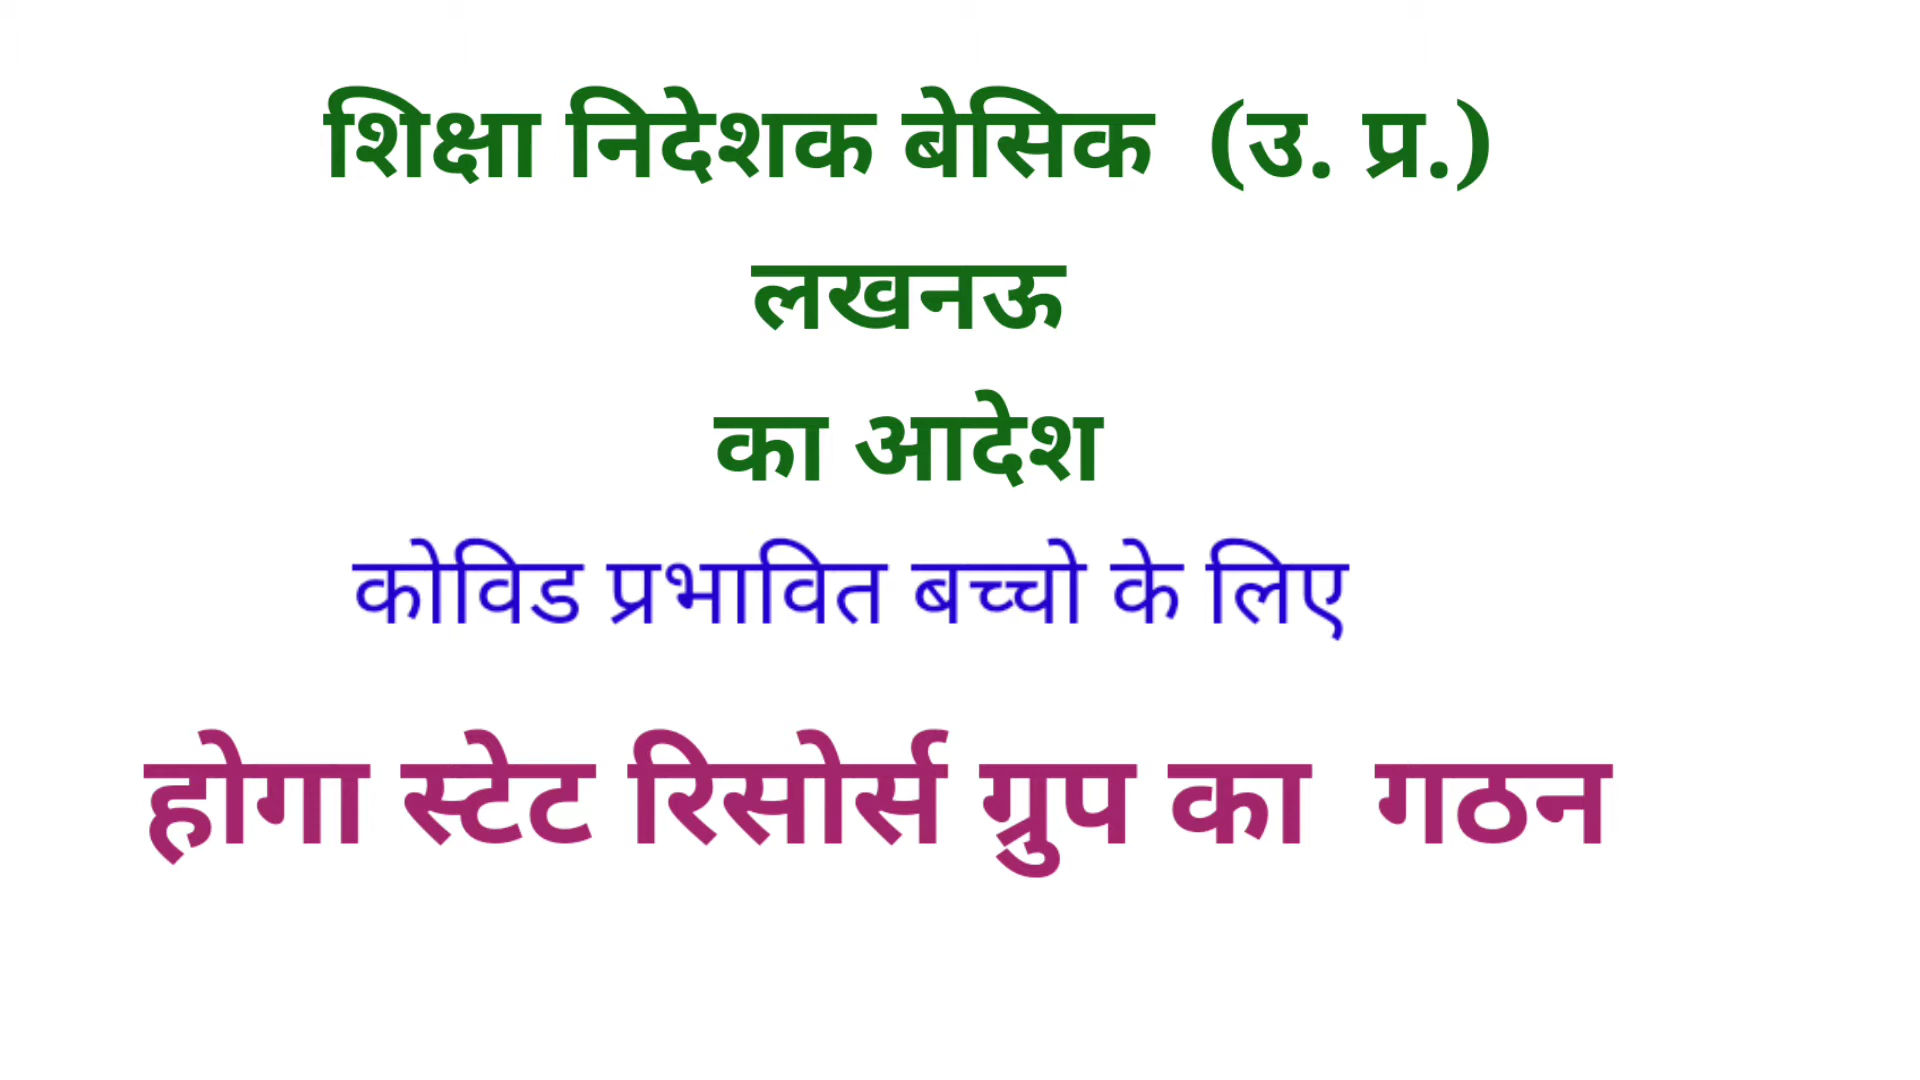 शिक्षा निदेशक बेसिक (उ. प्र.)
लखनऊ
का आदेश
कोविड प्रभावित बच्चो के लिए
होगा स्टेट रिसोर्स ग्रुप का गठन